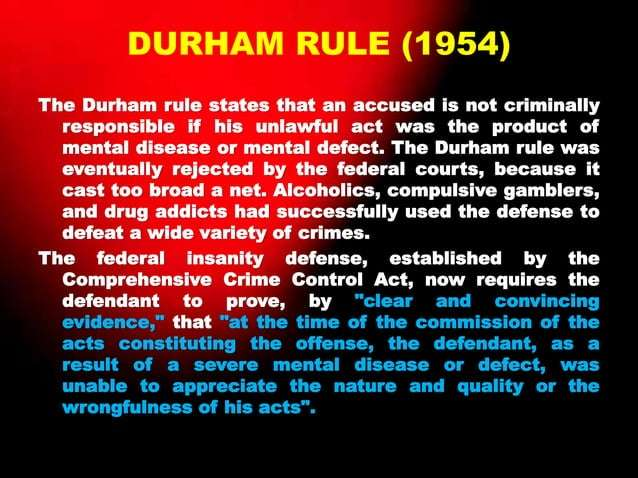 DURHAM RULE (1954)
The Durham rule states that an accused is not criminally
responsible if his unlawful act was the product of
mental disease or mental defect. The Durham rule was
eventually rejected by the federal courts, because it
cast too broad a net. Alcoholics, compulsive gamblers,
and drug addicts had successfully used the defense to
defeat a wide variety of crimes.
The federal insanity defense, established by the
Comprehensive Crime Control Act, now requires the
defendant to prove, by "clear and convincing
evidence," that "at the time of the commission of the
acts constituting the offense, the defendant, as a
result of a severe mental disease or defect, was
unable to appreciate the nature and quality or the
wrongfulness of his acts".